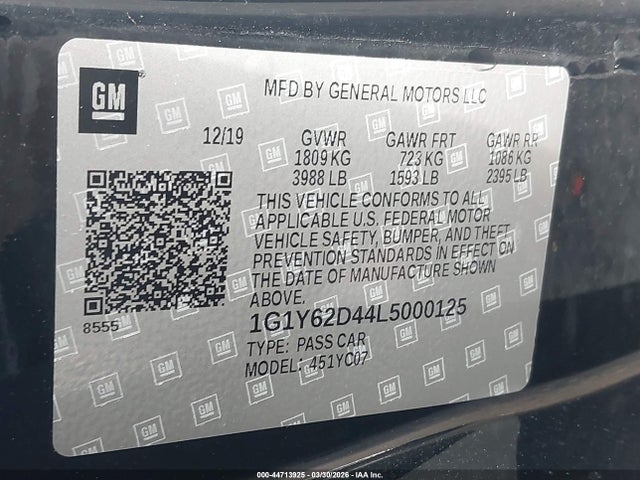 GM
MFD BY GENERAL MOTORS LLC
12/19 GVWR GAWR FRT GAWR RR
1809 KG 723 KG 1086 KG
3988 LB 1593 LB 2395 LB
THIS VEHICLE CONFORMS TO ALL
APPLICABLE U.S. FEDERAL MOTOR
VEHICLE SAFETY, BUMPER, AND THEFT
PREVENTION STANDARDS IN EFFECT ON
THE DATE OF MANUFACTURE SHOWN
ABOVE.
8555
1G1Y62D44L5000125
TYPE: PASS CAR
MODEL: 451YC07
000-44713925 - 03/30/2026 - IAA Inc.